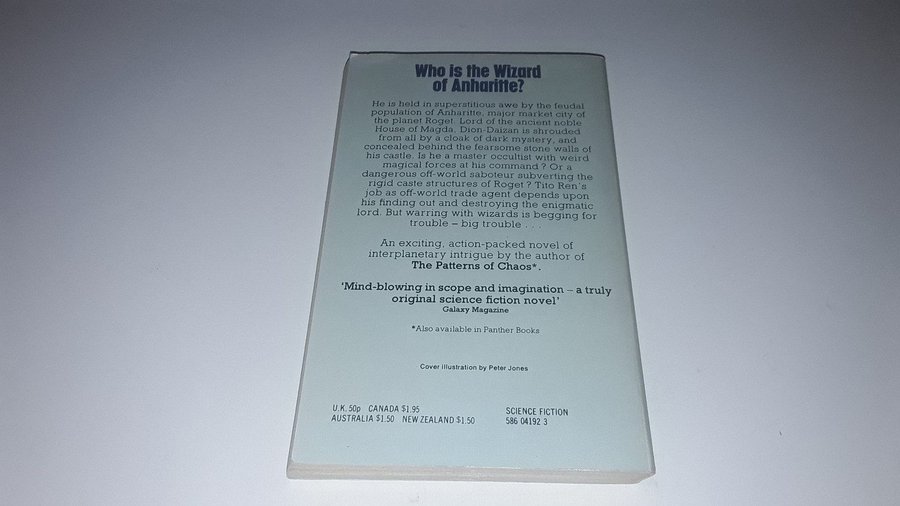 Who is the Wizard
of Anharitte?
He is held in superstitious awe by the feudal
population of Anharitte, major market city of
the planet Roget. Lord of the ancient noble
House of Magda, Dion-Daizan is shrouded
from all by a cloak of dark mystery, and
concealed behind the fearsome stone walls of
his castle. Is he a master occultist with weird
magical forces at his command? Or a
dangerous off-world saboteur subverting the
rigid caste structures of Roget? Tito Ren's
job as off-world trade agent depends upon
his finding out and destroying the enigmatic
lord. But warring with wizards is begging for
trouble – big trouble . . .
An exciting, action-packed novel of
interplanetary intrigue by the author of
The Patterns of Chaos*.
'Mind-blowing in scope and imagination – a truly
original science fiction novel'
Galaxy Magazine
*Also available in Panther Books
Cover illustration by Peter Jones
U.K. 50p CANADA $1.95
AUSTRALIA $1.50 NEW ZEALAND $1.50
SCIENCE FICTION
586 04192 3